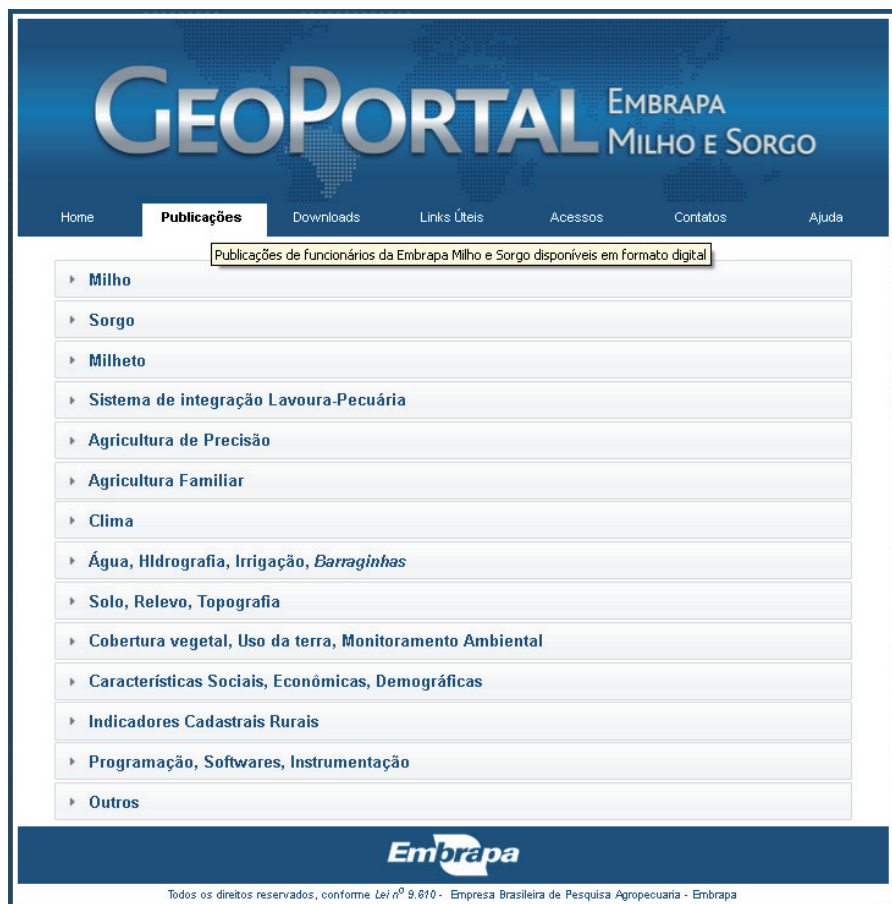 GEOPORTAL EMBRAPA
MILHO E SORGO
Home Publicações Downloads Links Úteis Acessos Contatos Ajuda
Publicações de funcionários da Embrapa Milho e Sorgo disponíveis em formato digital
Milho
Sorgo
Milheto
Sistema de integração Lavoura-Pecuária
Agricultura de Precisão
Agricultura Familiar
Clima
Água, HIdrografia, Irrigação, Barraginhas
Solo, Relevo, Topografia
Cobertura vegetal, Uso da terra, Monitoramento Ambiental
Características Sociais, Econômicas, Demográficas
Indicadores Cadastrais Rurais
Programação, Softwares, Instrumentação
Outros
Embrapa
Todos os direitos reservados, conforme Lei nº 9.610 - Empresa Brasileira de Pesquisa Agropecuaria - Embrapa